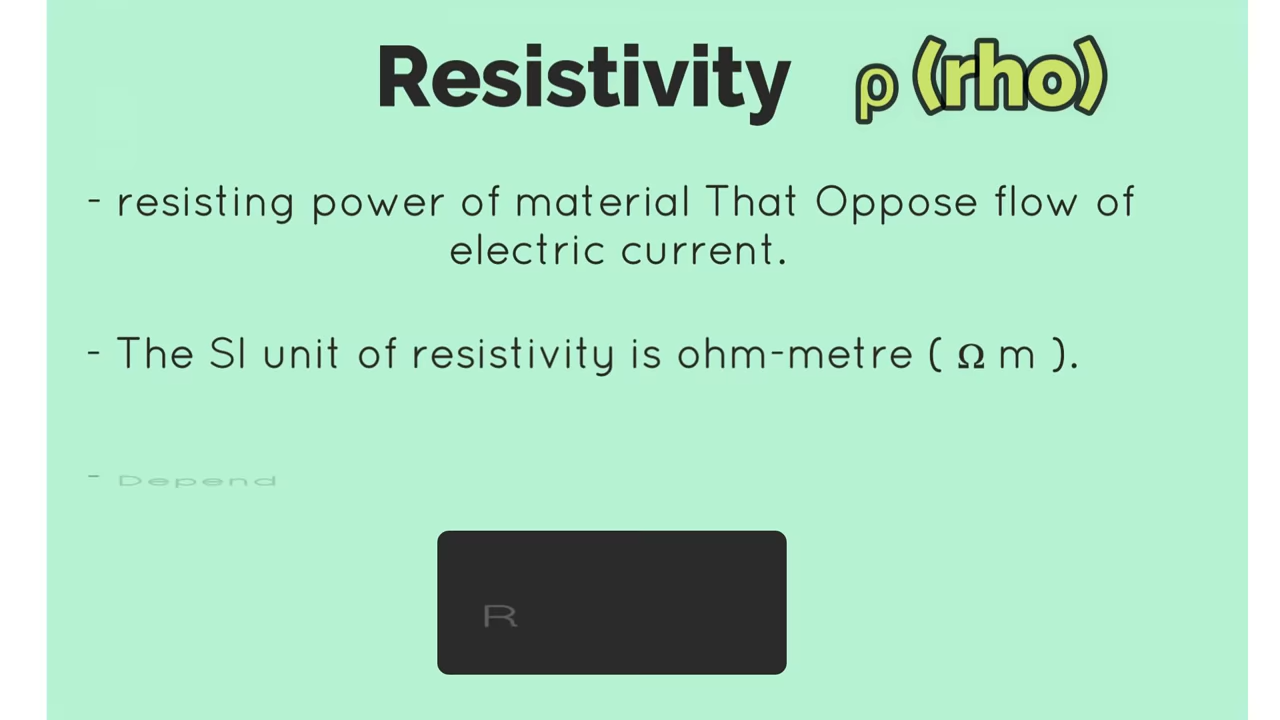 Resistivity ρ (rho)
- resisting power of material That Oppose flow of
electric current.
- The SI unit of resistivity is ohm-metre ( Ω m ).
- Depend
R